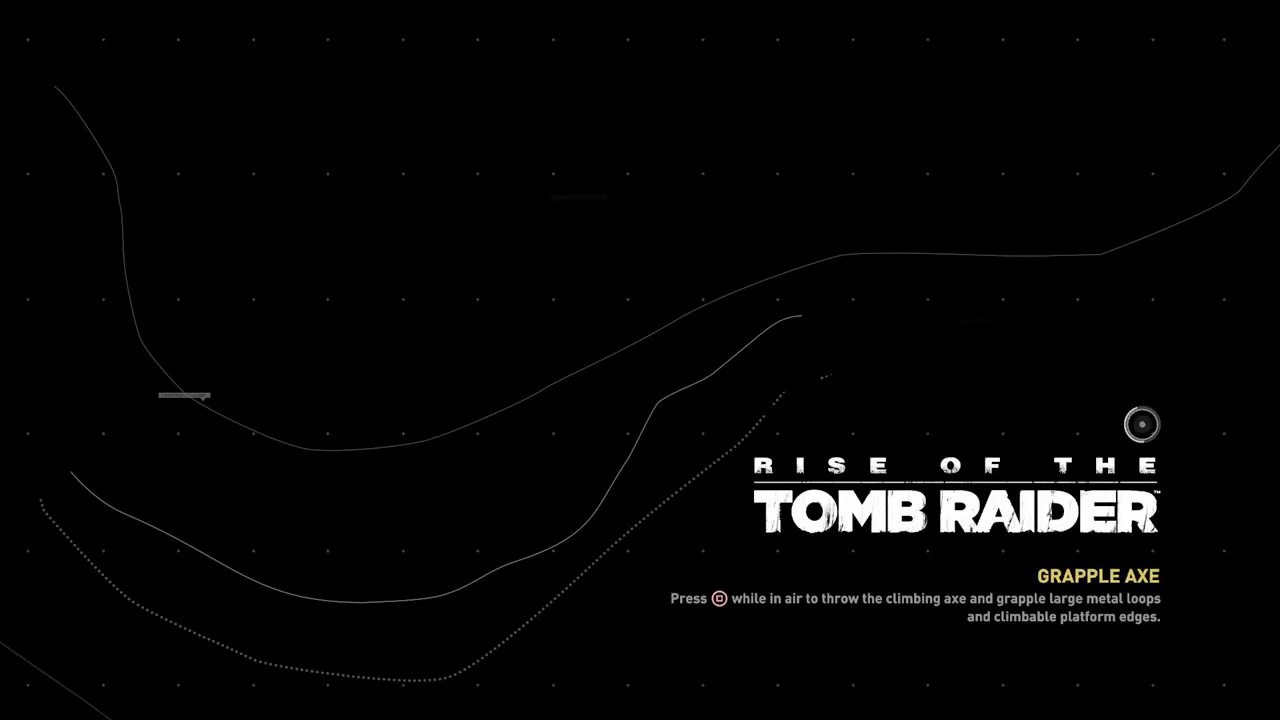 RISE OF THE
TOMB RAIDER™
GRAPPLE AXE
Press while in air to throw the climbing axe and grapple large metal loops
and climbable platform edges.